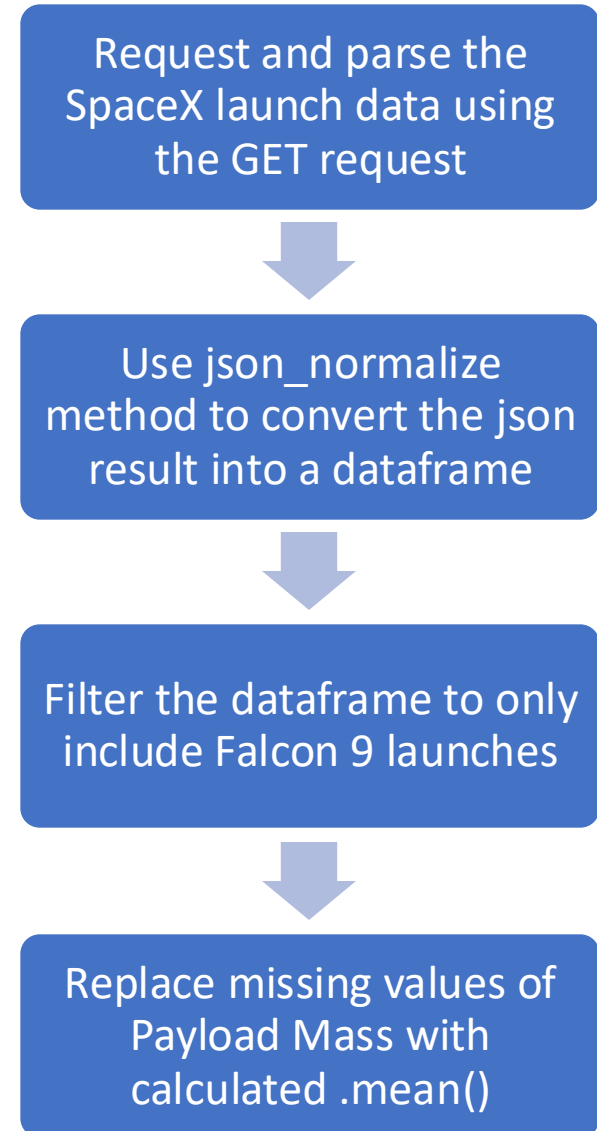 Request and parse the
SpaceX launch data using
the GET request
Use json_normalize
method to convert the json
result into a dataframe
Filter the dataframe to only
include Falcon 9 launches
Replace missing values of
Payload Mass with
calculated .mean()